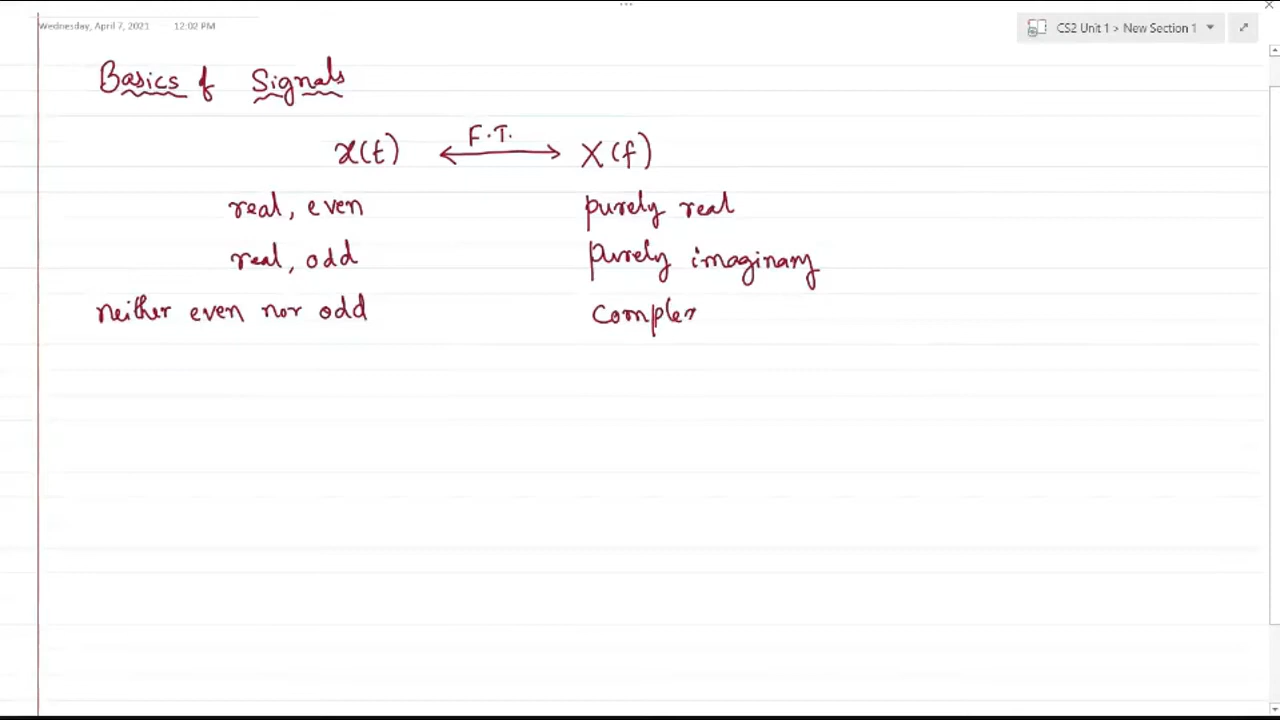 Wednesday, April 7, 2021 12:02 PM
CS2 Unit 1 > New Section 1
Basics of Signals
F.T.
x(t) ⟷ X(f)
real, even purely real
real, odd purely imaginary
neither even nor odd complex